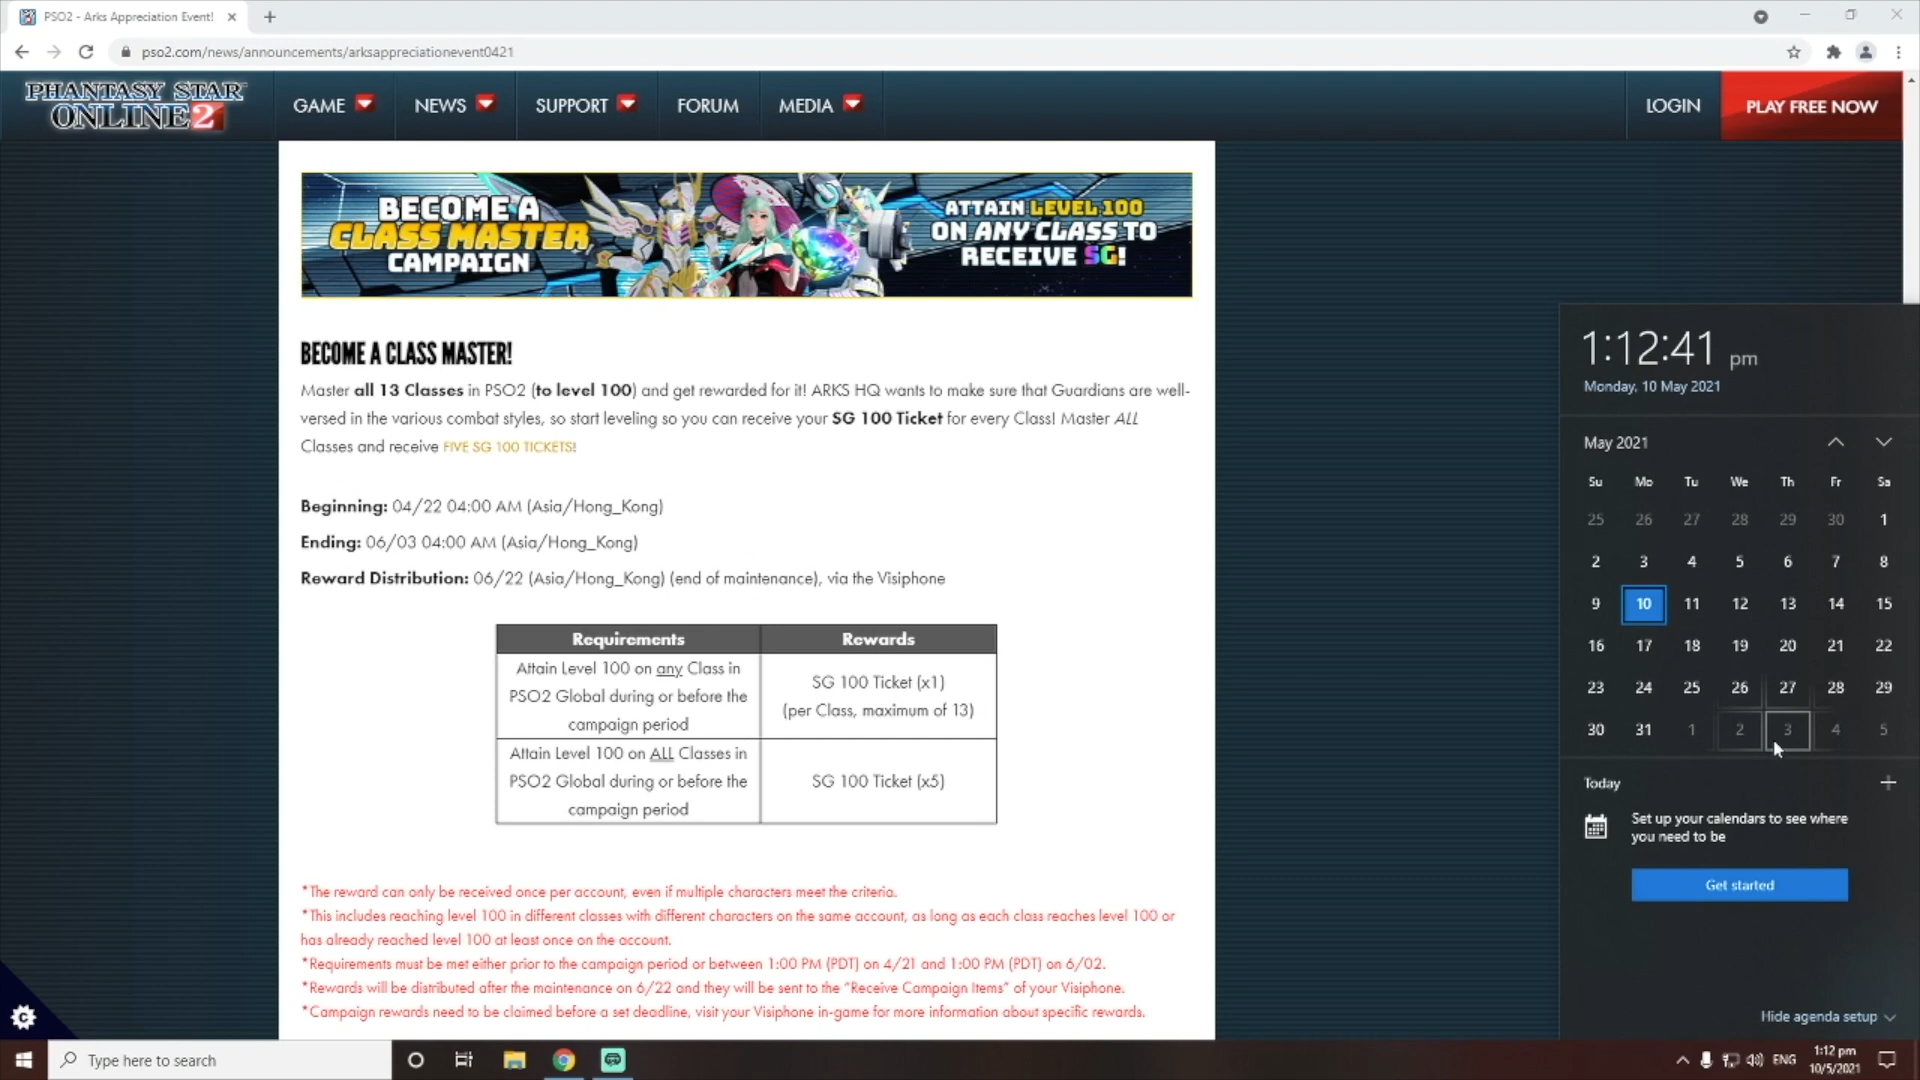 PSO2 - Arks Appreciation Event!
pso2.com/news/announcements/arksappreciationevent0421
PHANTASY STAR
ONLINE 2
GAME
NEWS
SUPPORT
FORUM
MEDIA
LOGIN
PLAY FREE NOW
BECOME A
CLASS MASTER
CAMPAIGN
ATTAIN LEVEL 100
ON ANY CLASS TO
RECEIVE SG!
BECOME A CLASS MASTER!
Master all 13 Classes in PSO2 (to level 100) and get rewarded for it! ARKS HQ wants to make sure that Guardians are well-
versed in the various combat styles, so start leveling so you can receive your SG 100 Ticket for every Class! Master ALL
Classes and receive FIVE SG 100 TICKETS!
Beginning: 04/22 04:00 AM (Asia/Hong_Kong)
Ending: 06/03 04:00 AM (Asia/Hong_Kong)
Reward Distribution: 06/22 (Asia/Hong_Kong) (end of maintenance), via the Visiphone
Requirements Rewards
Attain Level 100 on any Class in
PSO2 Global during or before the
campaign period
SG 100 Ticket (x1)
(per Class, maximum of 13)
Attain Level 100 on ALL Classes in
PSO2 Global during or before the
campaign period
SG 100 Ticket (x5)
*The reward can only be received once per account, even if multiple characters meet the criteria.
*This includes reaching level 100 in different classes with different characters on the same account, as long as each class reaches level 100 or
has already reached level 100 at least once on the account.
*Requirements must be met either prior to the campaign period or between 1:00 PM (PDT) on 4/21 and 1:00 PM (PDT) on 6/02.
*Rewards will be distributed after the maintenance on 6/22 and they will be sent to the “Receive Campaign Items” of your Visiphone.
*Campaign rewards need to be claimed before a set deadline, visit your Visiphone in-game for more information about specific rewards.
1:12:41 pm
Monday, 10 May 2021
May 2021
Su Mo Tu We Th Fr Sa
25 26 27 28 29 30 1
2 3 4 5 6 7 8
9 10 11 12 13 14 15
16 17 18 19 20 21 22
23 24 25 26 27 28 29
30 31 1 2 3 4 5
Today
Set up your calendars to see where
you need to be
Get started
Hide agenda setup
Type here to search
ENG
1:12 pm
10/5/2021